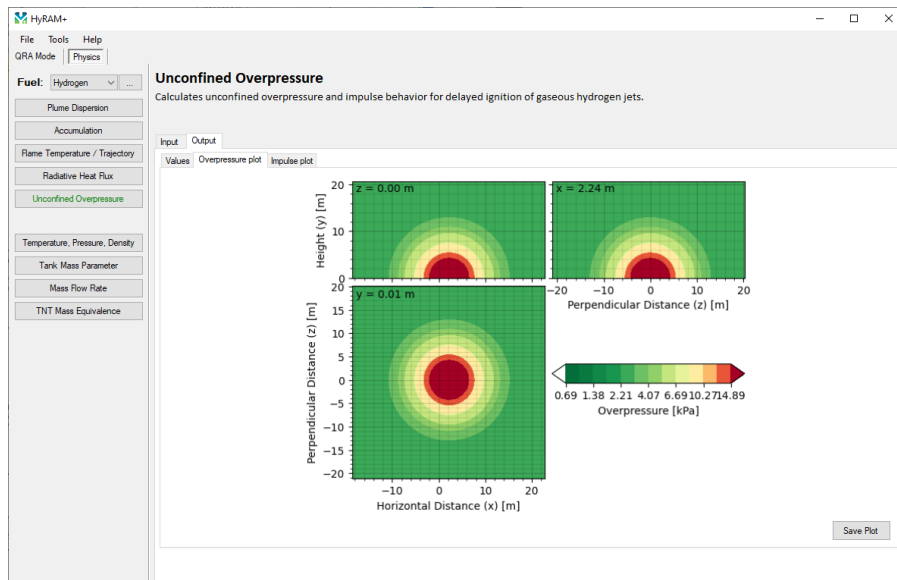 HyRAM+
File Tools Help
QRA Mode Physics
Fuel: Hydrogen ...
Plume Dispersion
Accumulation
Flame Temperature / Trajectory
Radiative Heat Flux
Unconfined Overpressure
Temperature, Pressure, Density
Tank Mass Parameter
Mass Flow Rate
TNT Mass Equivalence
Unconfined Overpressure
Calculates unconfined overpressure and impulse behavior for delayed ignition of gaseous hydrogen jets.
Input Output
Values Overpressure plot Impulse plot
z = 0.00 m
20
10
0
Height (y) [m]
x = 2.24 m
−20 −10 0 10 20
Perpendicular Distance (z) [m]
y = 0.01 m
20
15
10
5
0
−5
−10
−15
−20
Perpendicular Distance (z) [m]
−10 0 10 20
Horizontal Distance (x) [m]
0.69 1.38 2.21 4.07 6.69 10.27 14.89
Overpressure [kPa]
Save Plot